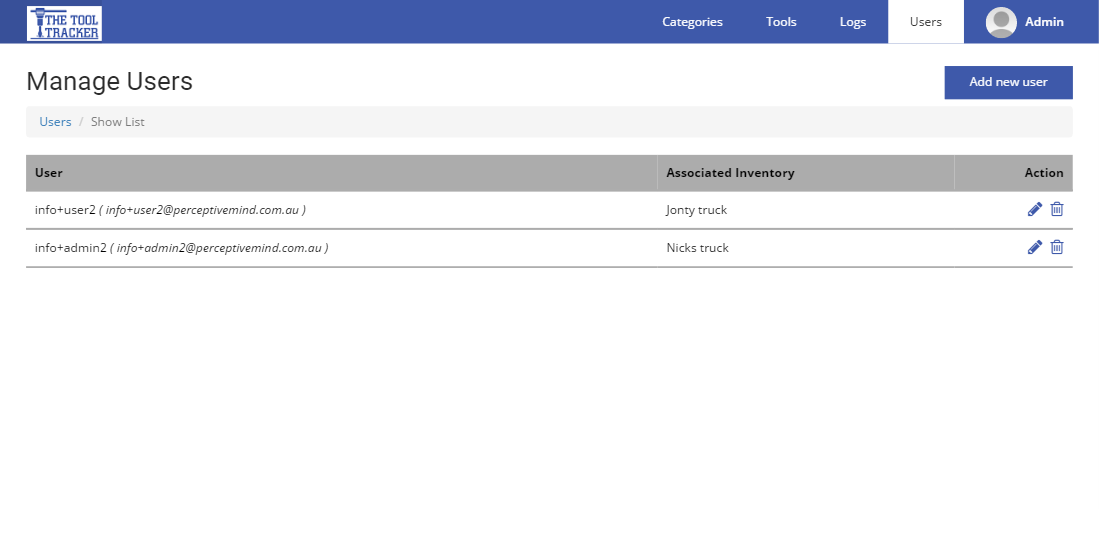 THE TOOL
TRACKER
Categories Tools Logs Users Admin
Manage Users
Add new user
Users / Show List
User Associated Inventory Action
info+user2 ( info+user2@perceptivemind.com.au ) Jonty truck
info+admin2 ( info+admin2@perceptivemind.com.au ) Nicks truck